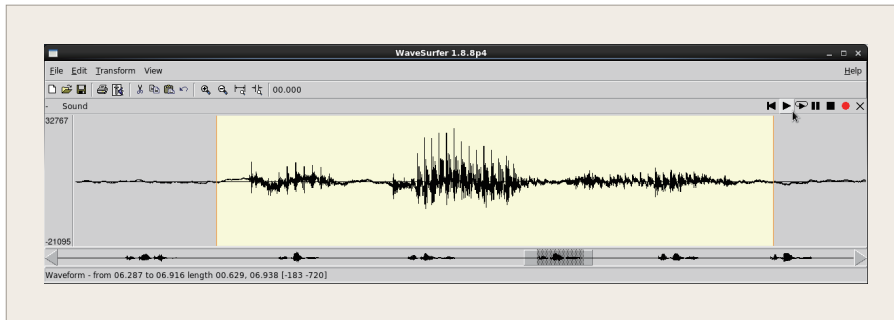 WaveSurfer 1.8.8p4
File Edit Transform View Help
00.000
- Sound
32767
-21095
Waveform - from 06.287 to 06.916 length 00.629, 06.938 [-183 -720]